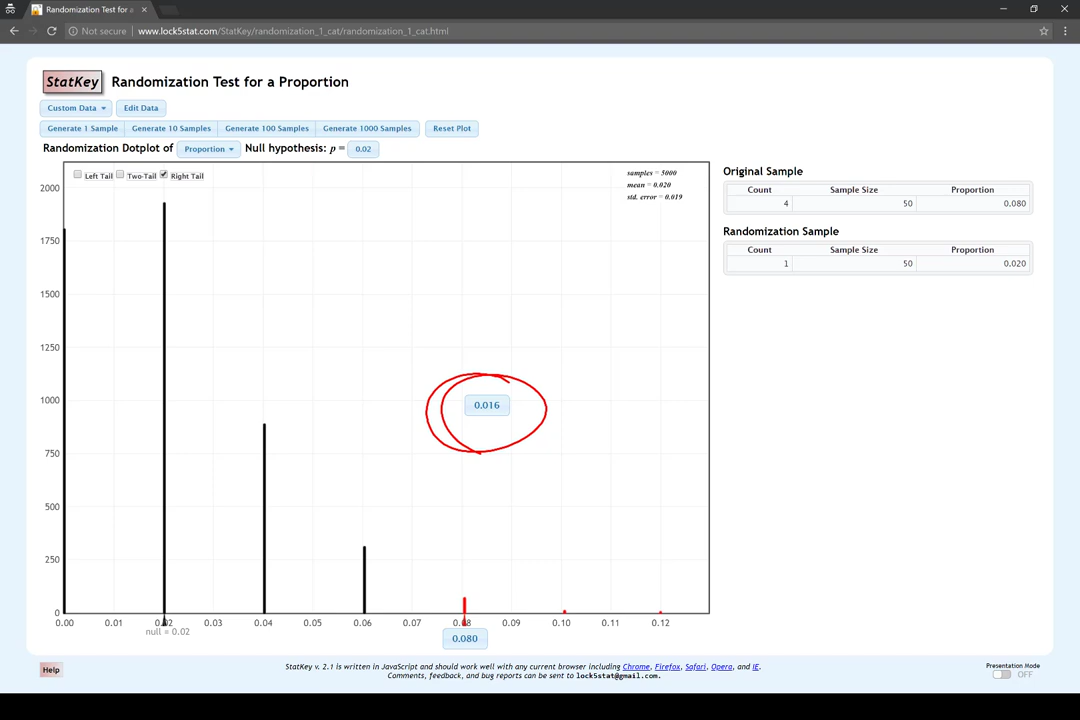 Randomization Test for a
Not secure
www.lock5stat.com/StatKey/randomization_1_cat/randomization_1_cat.html
StatKey
Randomization Test for a Proportion
Custom Data
Edit Data
Generate 1 Sample
Generate 10 Samples
Generate 100 Samples
Generate 1000 Samples
Reset Plot
Randomization Dotplot of
Proportion
Null hypothesis: p = 0.02
Left Tail
Two-Tail
Right Tail
samples = 5000
mean = 0.020
std. error = 0.019
2000
1750
1500
1250
1000
750
500
250
0
0.016
0.00 0.01 0.02 0.03 0.04 0.05 0.06 0.07 0.08 0.09 0.10 0.11 0.12
null = 0.02
0.080
Original Sample
Count Sample Size Proportion
4 50 0.080
Randomization Sample
Count Sample Size Proportion
1 50 0.020
Help
StatKey v. 2.1 is written in JavaScript and should work well with any current browser including Chrome, Firefox, Safari, Opera, and IE.
Comments, feedback, and bug reports can be sent to lock5stat@gmail.com.
Presentation Mode
OFF